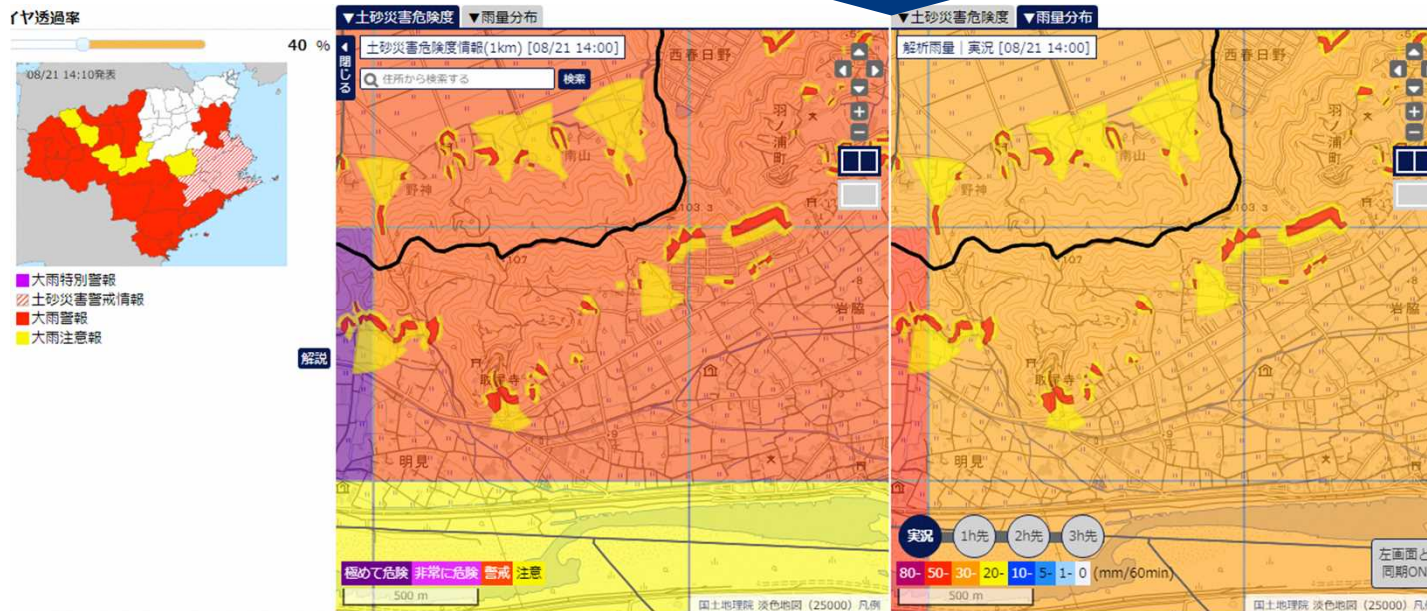 イヤ透過率
40 %
08/21 14:10発表
大雨特別警報
土砂災害警戒情報
大雨警報
大雨注意報
解説
▼土砂災害危険度
▼雨量分布
閉じる
土砂災害危険度情報(1km) [08/21 14:00]
住所から検索する
検索
西春日野
羽ノ浦町
南山
野神
103.3
107
岩脇
取星寺
明見
極めて危険 非常に危険 警戒 注意
500 m
国土地理院 淡色地図（25000）凡例
▼土砂災害危険度
▼雨量分布
解析雨量｜実況 [08/21 14:00]
西春日野
羽ノ浦町
南山
野神
103.3
107
岩脇
取星寺
明見
実況 1h先 2h先 3h先
80- 50- 30- 20- 10- 5- 1- 0 (mm/60min)
左画面と
同期ON
500 m
国土地理院 淡色地図（25000）凡